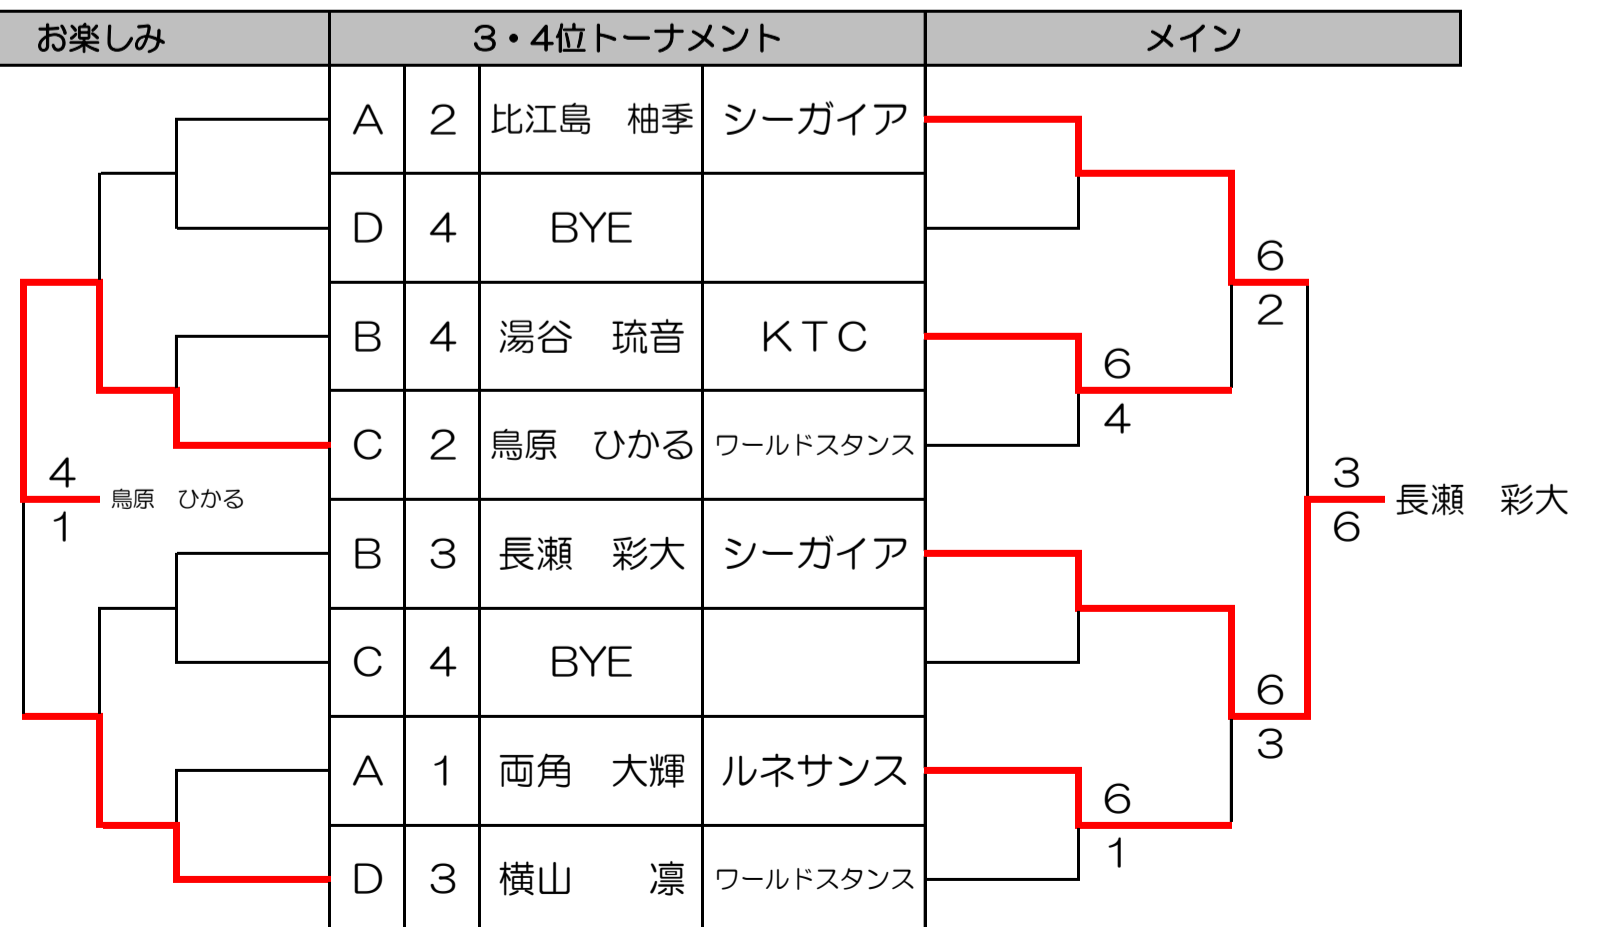 お楽しみ ３・４位トーナメント メイン
A 2 比江島　柚季 シーガイア
D 4 BYE
6
2
B 4 湯谷　琉音 ＫＴＣ
6
4
C 2 鳥原　ひかる ワールドスタンス
4
1
鳥原　ひかる
3
6
長瀬　彩大
B 3 長瀬　彩大 シーガイア
C 4 BYE
6
3
A 1 両角　大輝 ルネサンス
6
1
D 3 横山　凛 ワールドスタンス